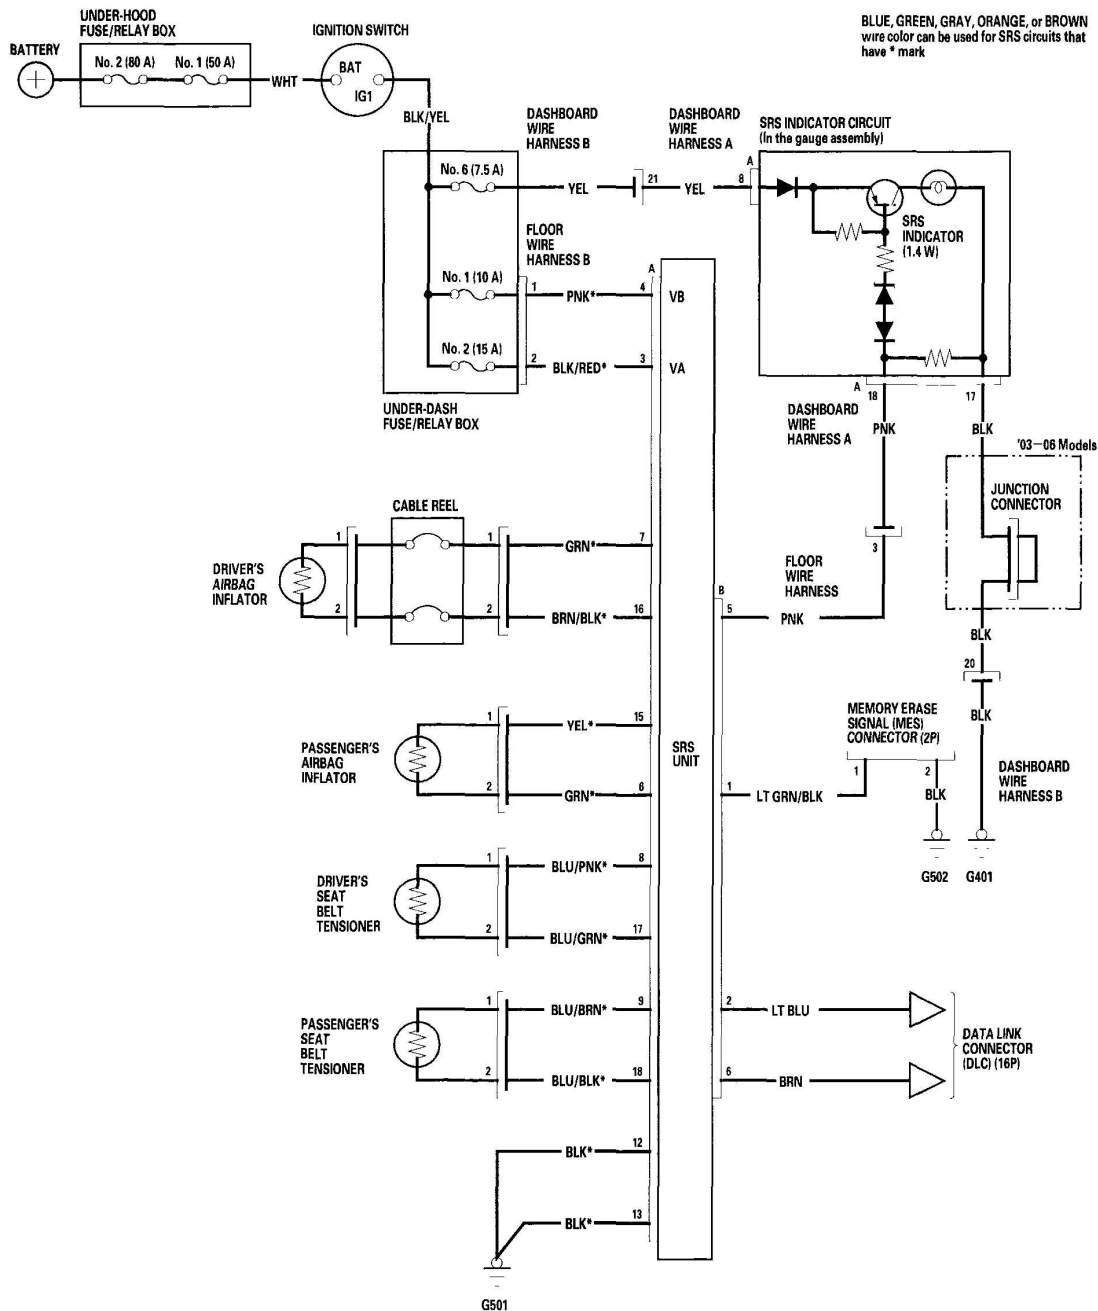 BLUE, GREEN, GRAY, ORANGE, or BROWN
wire color can be used for SRS circuits that
have * mark
UNDER-HOOD
FUSE/RELAY BOX
BATTERY
No. 2 (80 A)
No. 1 (50 A)
WHT
IGNITION SWITCH
BAT
IG1
BLK/YEL
DASHBOARD
WIRE
HARNESS B
DASHBOARD
WIRE
HARNESS A
SRS INDICATOR CIRCUIT
(In the gauge assembly)
No. 6 (7.5 A)
YEL
21
YEL
8
A
SRS
INDICATOR
(1.4 W)
FLOOR
WIRE
HARNESS B
No. 1 (10 A)
1
PNK*
4
A
VB
No. 2 (15 A)
2
BLK/RED*
3
VA
UNDER-DASH
FUSE/RELAY BOX
A
18
17
DASHBOARD
WIRE
HARNESS A
PNK
BLK
'03—06 Models
JUNCTION
CONNECTOR
CABLE REEL
DRIVER'S
AIRBAG
INFLATOR
1
1
GRN*
7
2
2
BRN/BLK*
16
3
FLOOR
WIRE
HARNESS
B
5
PNK
BLK
20
BLK
DASHBOARD
WIRE
HARNESS B
PASSENGER'S
AIRBAG
INFLATOR
1
YEL*
15
2
GRN*
6
SRS
UNIT
MEMORY ERASE
SIGNAL (MES)
CONNECTOR (2P)
1
LT GRN/BLK
1
2
BLK
G502
G401
DRIVER'S
SEAT
BELT
TENSIONER
1
BLU/PNK*
8
2
BLU/GRN*
17
PASSENGER'S
SEAT
BELT
TENSIONER
1
BLU/BRN*
9
2
BLU/BLK*
18
2
LT BLU
6
BRN
DATA LINK
CONNECTOR
(DLC) (16P)
BLK*
12
BLK*
13
G501